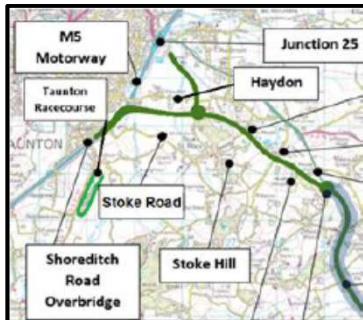 M5
Motorway
Junction 25
Taunton
Racecourse
Haydon
AUNTON
Stoke Road
Stoke Hill
Shoreditch
Road
Overbridge